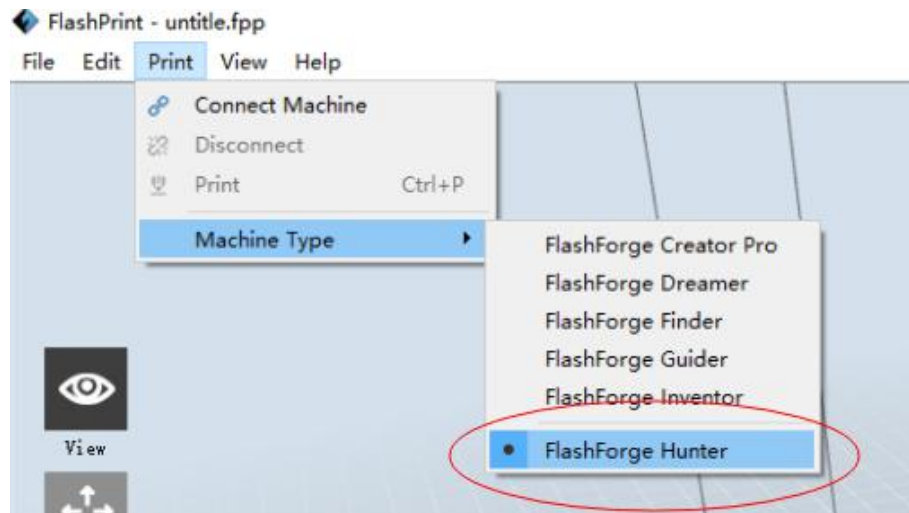 FlashPrint - untitle.fpp
File Edit Print View Help
Connect Machine
Disconnect
Print Ctrl+P
Machine Type
FlashForge Creator Pro
FlashForge Dreamer
FlashForge Finder
FlashForge Guider
FlashForge Inventor
FlashForge Hunter
View